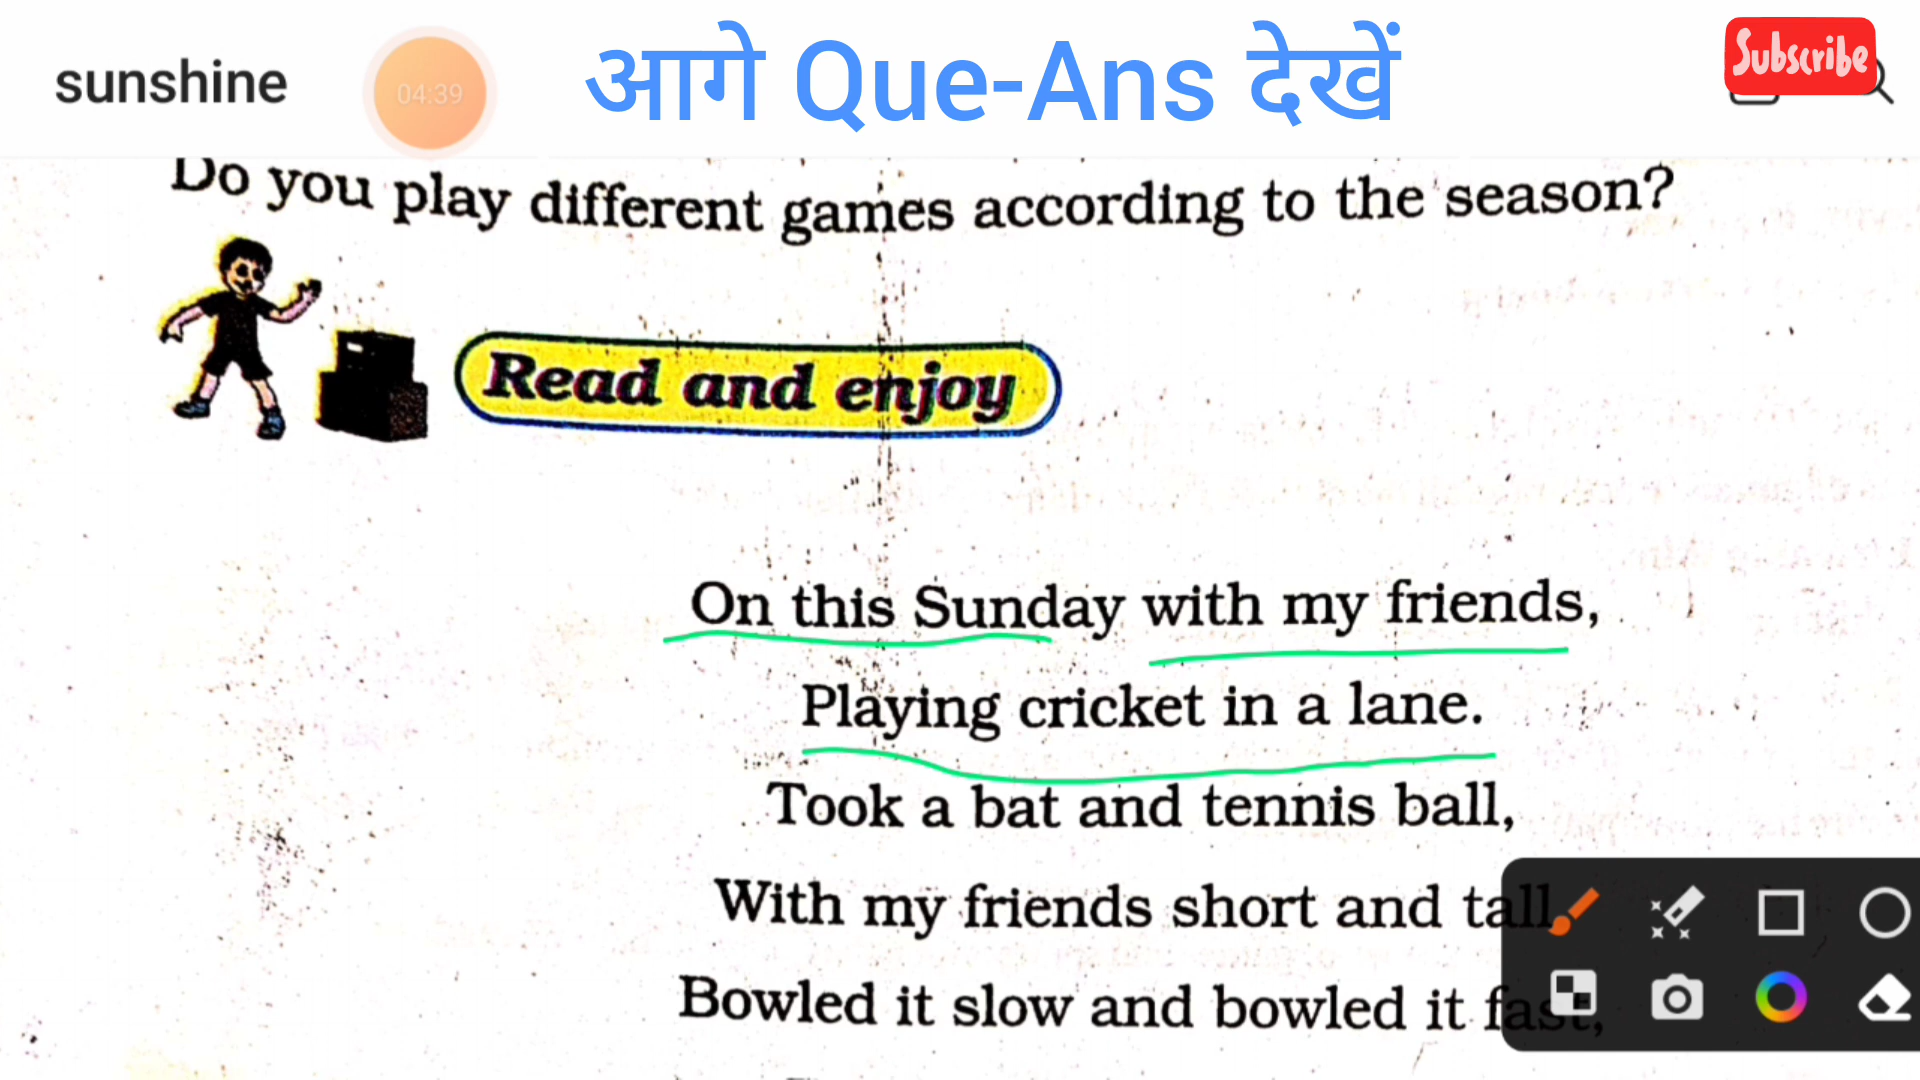 sunshine
04:39
आगे Que-Ans देखें
Subscribe
Do you play different games according to the season?
Read and enjoy
On this Sunday with my friends,
Playing cricket in a lane.
Took a bat and tennis ball,
With my friends short and tall
Bowled it slow and bowled it fast,